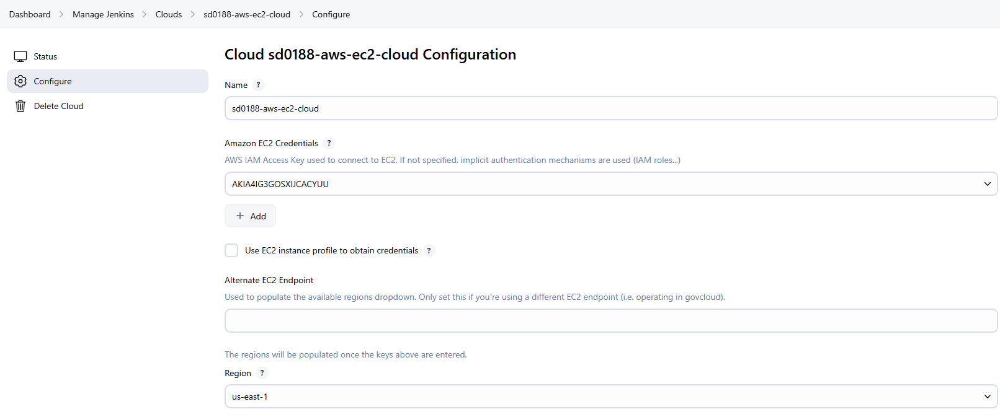 Dashboard > Manage Jenkins > Clouds > sd0188-aws-ec2-cloud > Configure
Status
Configure
Delete Cloud
Cloud sd0188-aws-ec2-cloud Configuration
Name ?
sd0188-aws-ec2-cloud
Amazon EC2 Credentials ?
AWS IAM Access Key used to connect to EC2. If not specified, implicit authentication mechanisms are used (IAM roles...)
AKIA4IG3GOSXIJCACYUU
+ Add
Use EC2 instance profile to obtain credentials ?
Alternate EC2 Endpoint
Used to populate the available regions dropdown. Only set this if you're using a different EC2 endpoint (i.e. operating in govcloud).
The regions will be populated once the keys above are entered.
Region ?
us-east-1